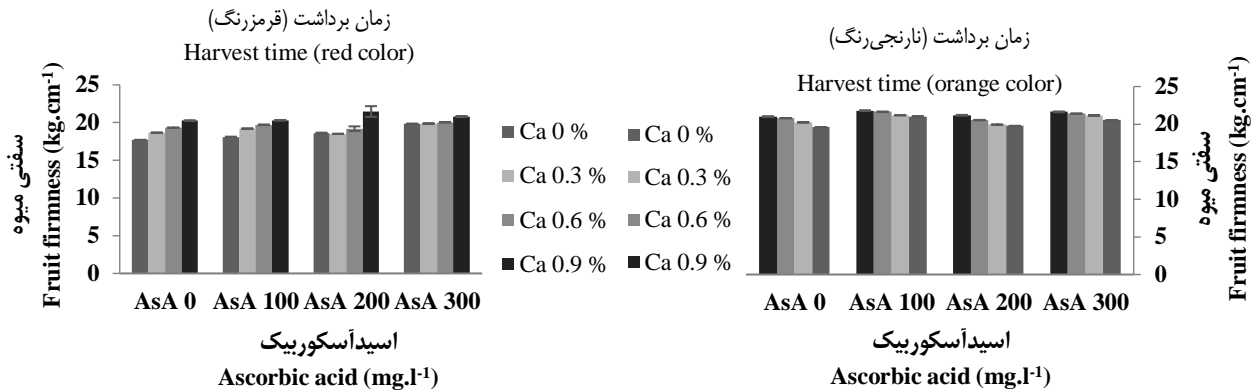 زمان برداشت (قرمزرنگ)
Harvest time (red color)
سفتی میوه
Fruit firmness (kg.cm⁻¹)
25
20
15
10
5
0
AsA 0 AsA 100 AsA 200 AsA 300
اسیدآسکوربیک
Ascorbic acid (mg.l⁻¹)
Ca 0 %
Ca 0.3 %
Ca 0.6 %
Ca 0.9 %
زمان برداشت (نارنجی‌رنگ)
Harvest time (orange color)
Ca 0 %
Ca 0.3 %
Ca 0.6 %
Ca 0.9 %
25
20
15
10
5
0
سفتی میوه
Fruit firmness (kg.cm⁻¹)
AsA 0 AsA 100 AsA 200 AsA 300
اسیدآسکوربیک
Ascorbic acid (mg.l⁻¹)